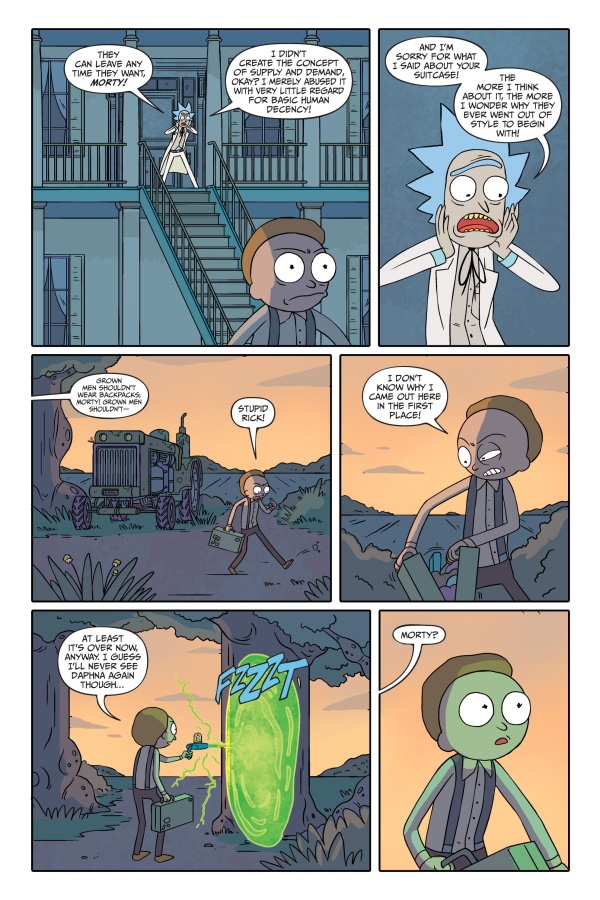 THEY
CAN LEAVE ANY
TIME THEY WANT,
MORTY!
I DIDN'T
CREATE THE CONCEPT
OF SUPPLY AND DEMAND,
OKAY? I MERELY ABUSED IT
WITH VERY LITTLE REGARD
FOR BASIC HUMAN
DECENCY!
AND I'M
SORRY FOR WHAT
I SAID ABOUT YOUR
SUITCASE!
THE
MORE I THINK
ABOUT IT, THE MORE
I WONDER WHY THEY
EVER WENT OUT OF
STYLE TO BEGIN
WITH!
GROWN
MEN SHOULDN'T
WEAR BACKPACKS,
MORTY! GROWN MEN
SHOULDN'T--
STUPID
RICK!
I DON'T
KNOW WHY I
CAME OUT HERE
IN THE FIRST
PLACE!
AT LEAST
IT'S OVER NOW,
ANYWAY. I GUESS
I'LL NEVER SEE
DAPHNA AGAIN
THOUGH...
FZZZT
MORTY?